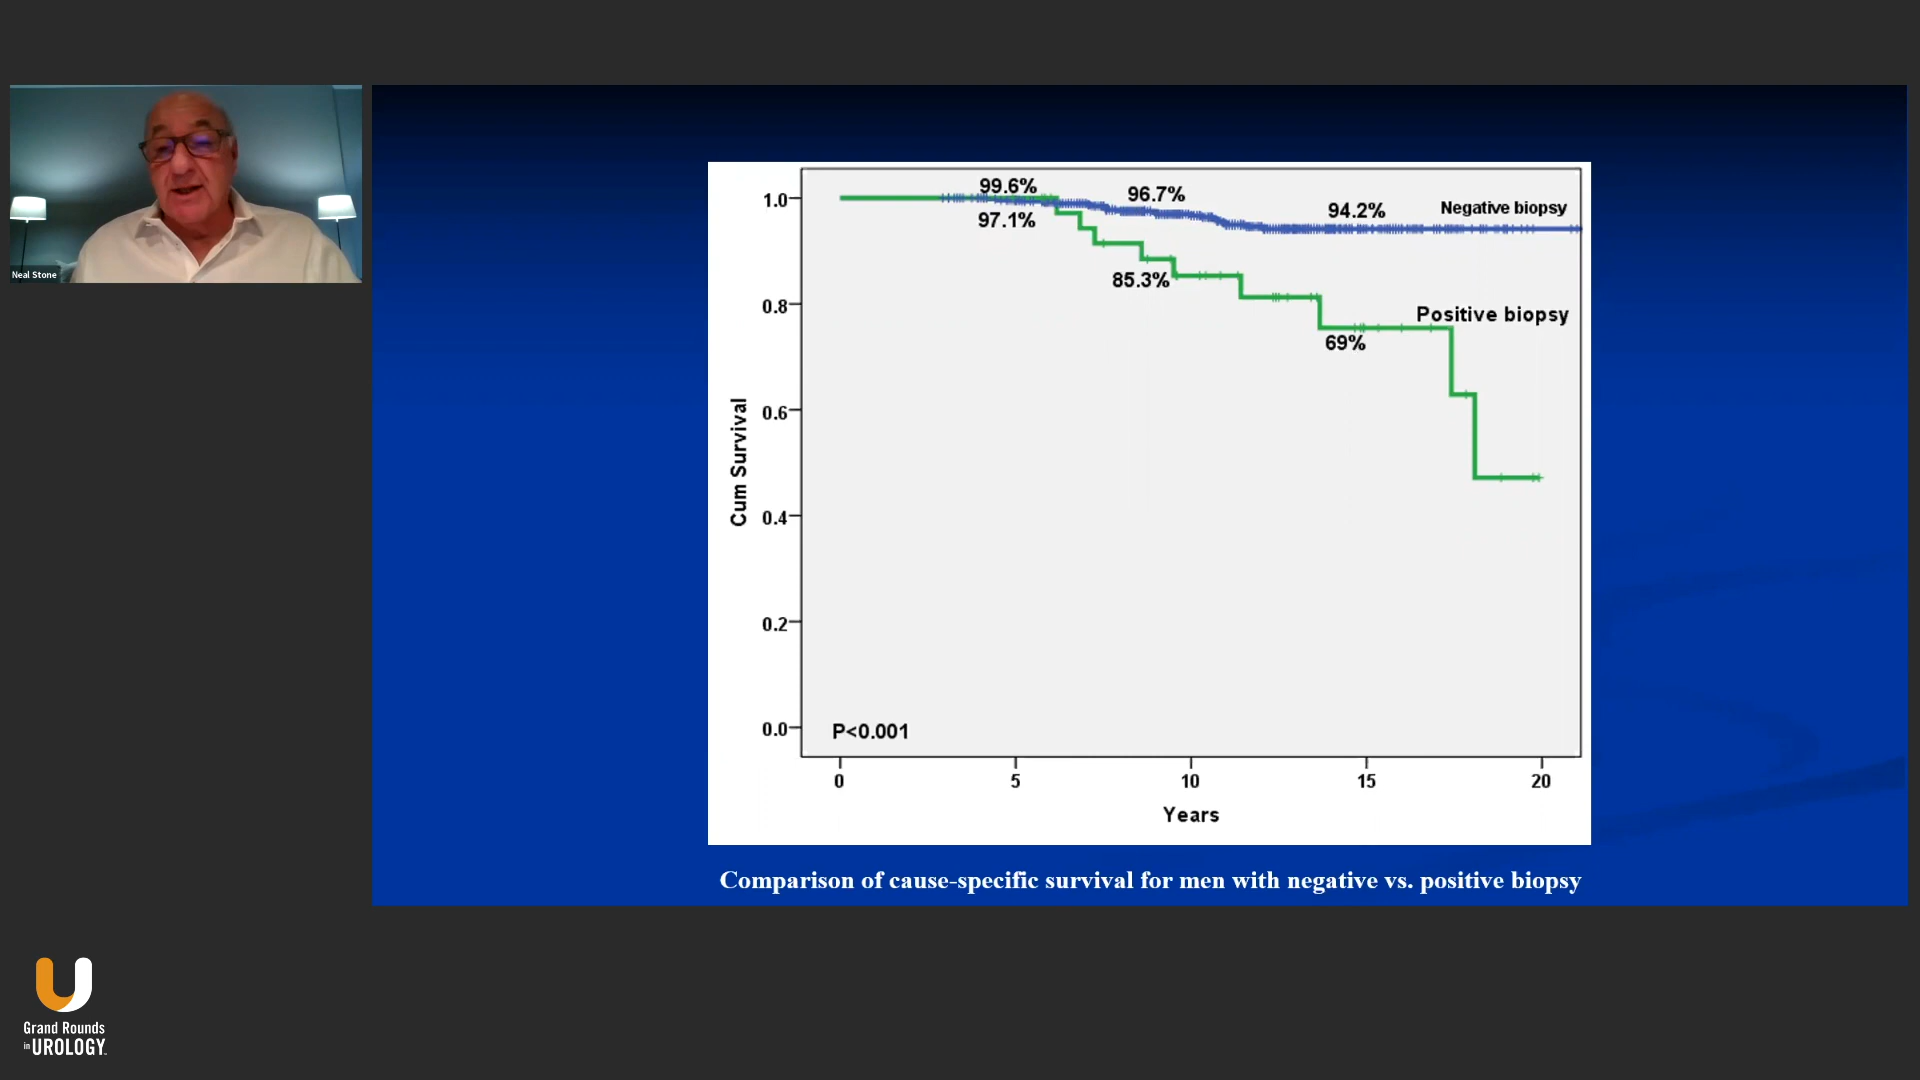 Neal Stone
99.6%
96.7%
94.2%
Negative biopsy
97.1%
85.3%
Positive biopsy
69%
1.0
0.8
0.6
0.4
0.2
0.0
Cum Survival
P<0.001
0 5 10 15 20
Years
Comparison of cause-specific survival for men with negative vs. positive biopsy
Grand Rounds
in UROLOGY